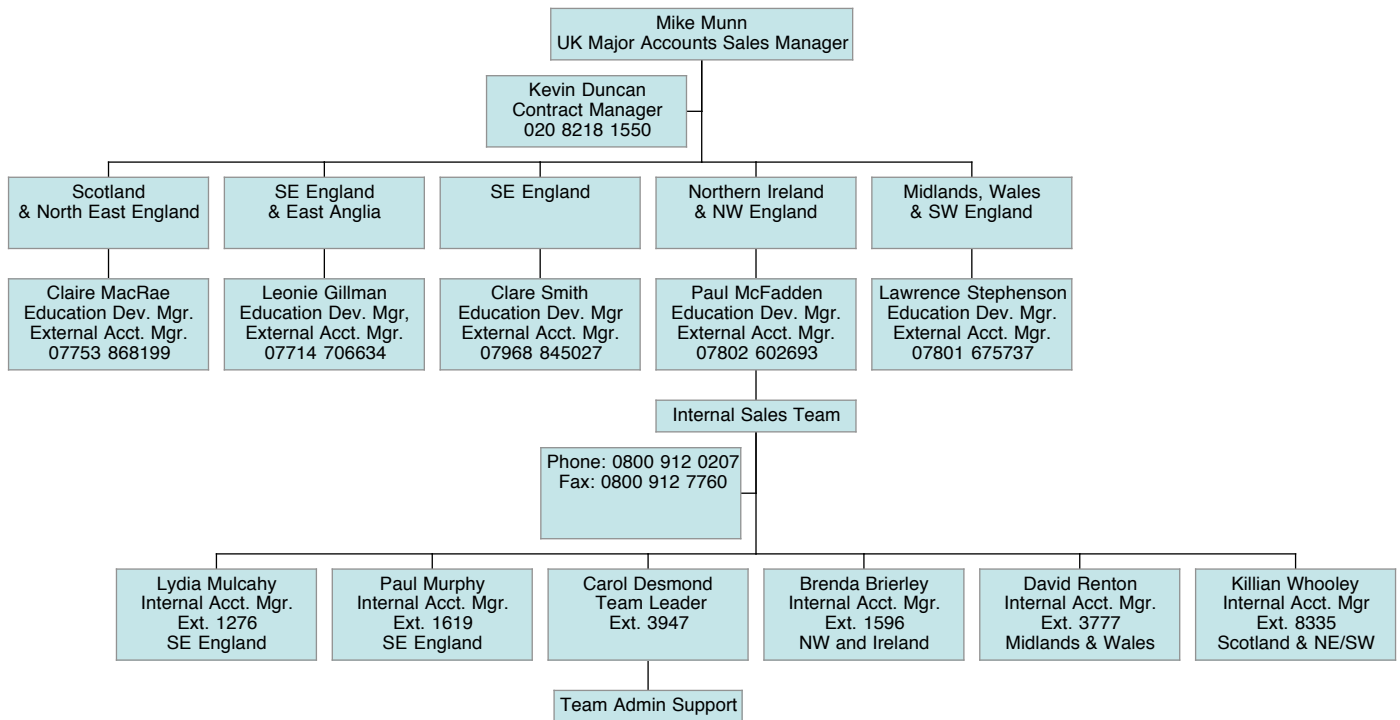 Mike Munn
UK Major Accounts Sales Manager
Kevin Duncan
Contract Manager
020 8218 1550
Scotland
& North East England
SE England
& East Anglia
SE England
Northern Ireland
& NW England
Midlands, Wales
& SW England
Claire MacRae
Education Dev. Mgr.
External Acct. Mgr.
07753 868199
Leonie Gillman
Education Dev. Mgr,
External Acct. Mgr.
07714 706634
Clare Smith
Education Dev. Mgr
External Acct. Mgr.
07968 845027
Paul McFadden
Education Dev. Mgr.
External Acct. Mgr.
07802 602693
Lawrence Stephenson
Education Dev. Mgr.
External Acct. Mgr.
07801 675737
Internal Sales Team
Phone: 0800 912 0207
Fax: 0800 912 7760
Lydia Mulcahy
Internal Acct. Mgr.
Ext. 1276
SE England
Paul Murphy
Internal Acct. Mgr.
Ext. 1619
SE England
Carol Desmond
Team Leader
Ext. 3947
Brenda Brierley
Internal Acct. Mgr.
Ext. 1596
NW and Ireland
David Renton
Internal Acct. Mgr.
Ext. 3777
Midlands & Wales
Killian Whooley
Internal Acct. Mgr
Ext. 8335
Scotland & NE/SW
Team Admin Support